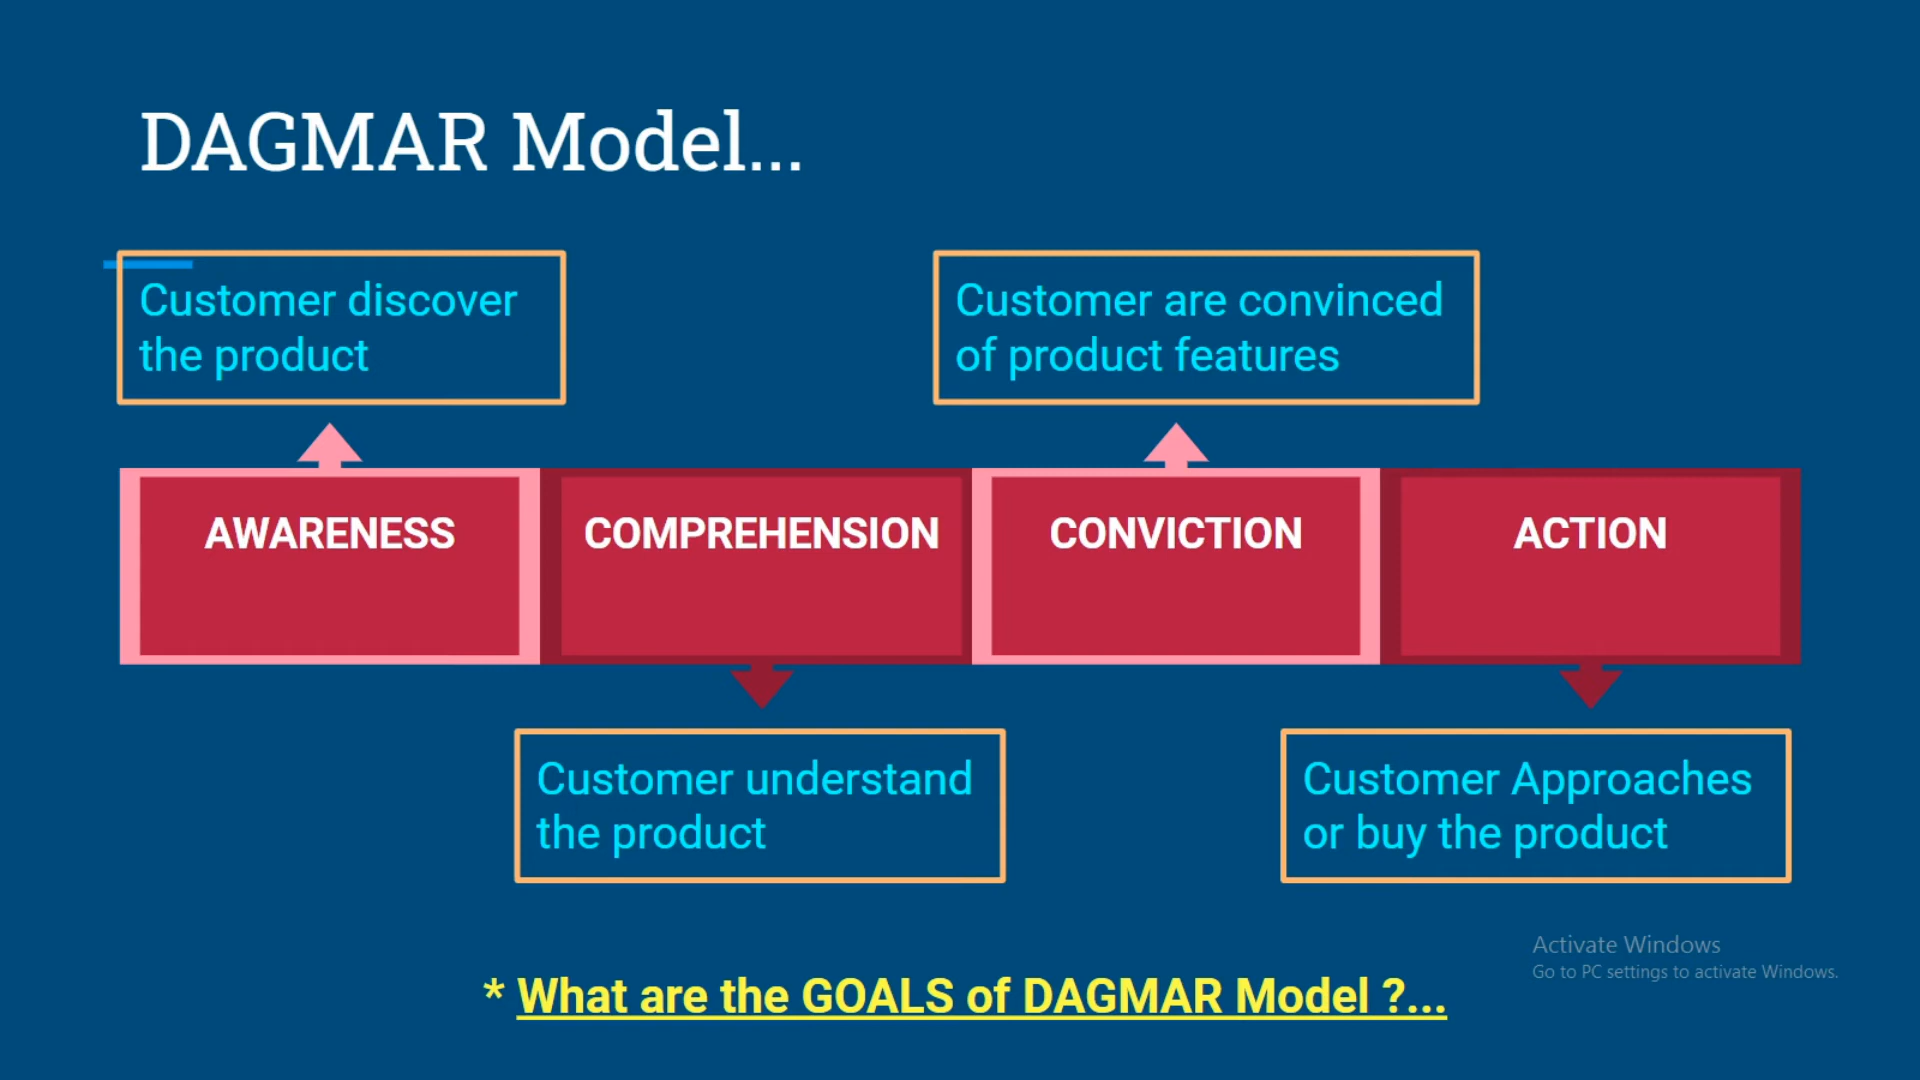 DAGMAR Model...
Customer discover
the product
Customer are convinced
of product features
AWARENESS
COMPREHENSION
CONVICTION
ACTION
Customer understand
the product
Customer Approaches
or buy the product
Activate Windows
Go to PC settings to activate Windows.
* What are the GOALS of DAGMAR Model ?...